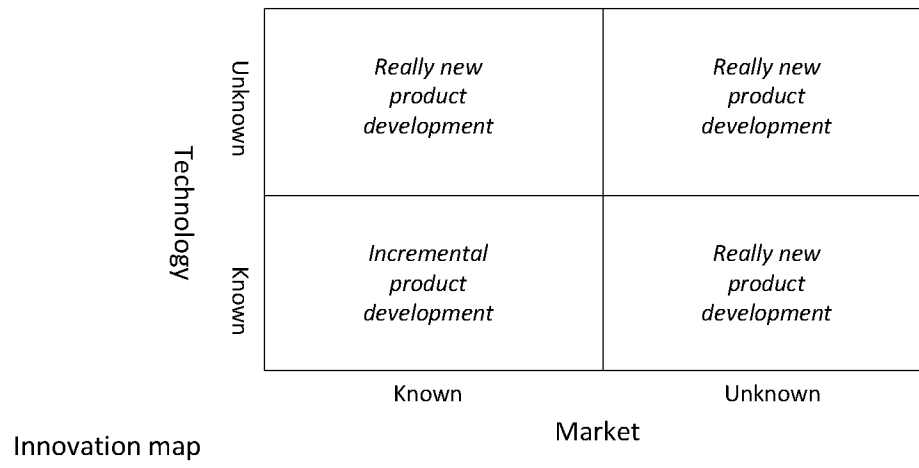 Unknown
Really new
product
development
Really new
product
development
Technology
Known
Incremental
product
development
Really new
product
development
Known
Unknown
Market
Innovation map